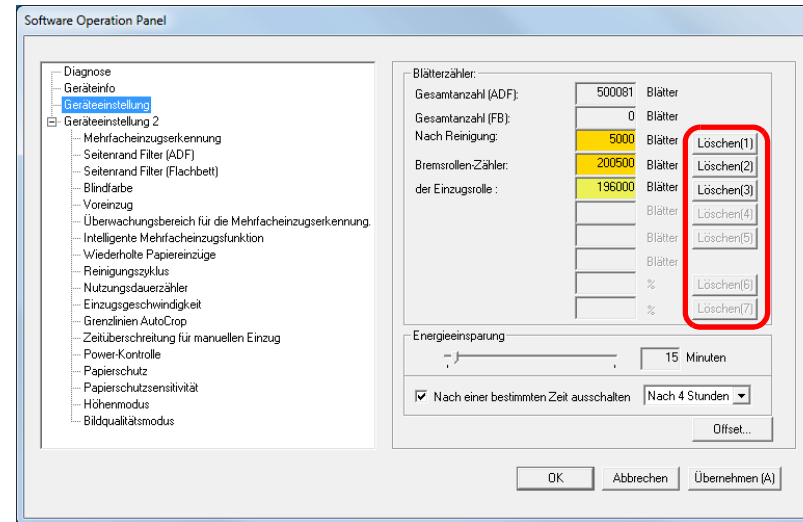 Software Operation Panel
Diagnose
Geräteinfo
Geräteeinstellung
Geräteeinstellung 2
Mehrfacheinzugserkennung
Seitenrand Filter (ADF)
Seitenrand Filter (Flachbett)
Blindfarbe
Voreinzug
Überwachungsbereich für die Mehrfacheinzugserkennung.
Intelligente Mehrfacheinzugsfunktion
Wiederholte Papiereinzüge
Reinigungszyklus
Nutzungsdauerzähler
Einzugsgeschwindigkeit
Grenzlinien AutoCrop
Zeitüberschreitung für manuellen Einzug
Power-Kontrolle
Papierschutz
Papierschutzsensitivität
Höhenmodus
Bildqualitätsmodus
Blätterzähler:
Gesamtanzahl (ADF): 500081 Blätter
Gesamtanzahl (FB): 0 Blätter
Nach Reinigung: 5000 Blätter Löschen(1)
Bremsrollen-Zähler: 200500 Blätter Löschen(2)
der Einzugsrolle : 196000 Blätter Löschen(3)
Blätter Löschen(4)
Blätter Löschen(5)
Blätter
% Löschen(6)
% Löschen(7)
Energieeinsparung
15 Minuten
Nach einer bestimmten Zeit ausschalten Nach 4 Stunden
Offset...
OK Abbrechen Übernehmen (A)